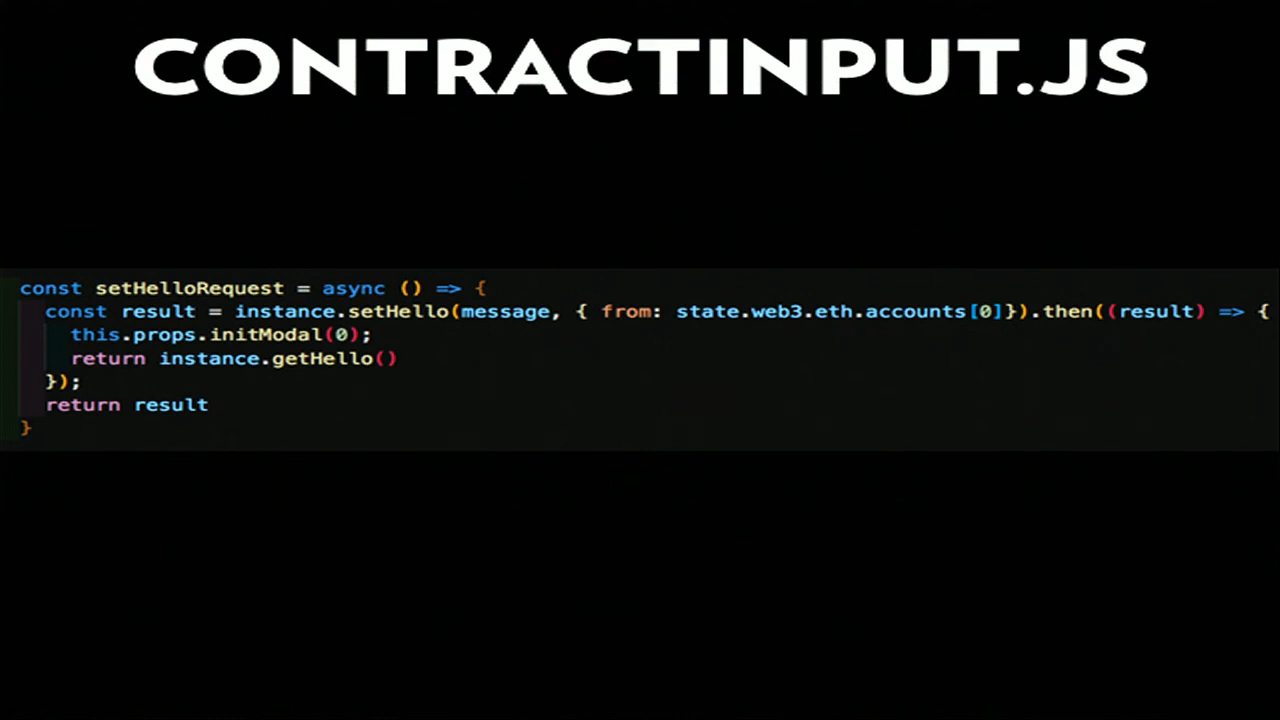 CONTRACTINPUT.JS
const setHelloRequest = async () => {
const result = instance.setHello(message, { from: state.web3.eth.accounts[0]}).then((result) => {
this.props.initModal(0);
return instance.getHello()
});
return result
}